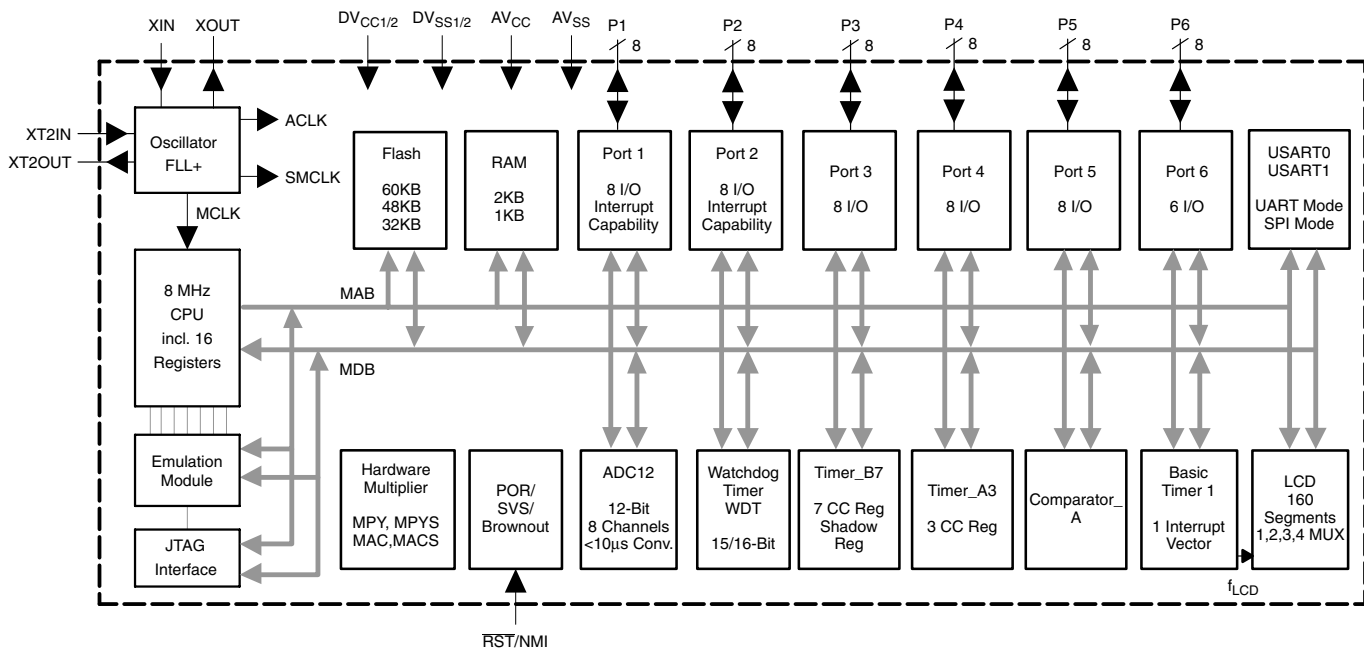 XIN
XOUT
DVCC1/2
DVSS1/2
AVCC
AVSS
P1
8
P2
8
P3
8
P4
8
P5
8
P6
8
XT2IN
XT2OUT
Oscillator
FLL+
ACLK
SMCLK
MCLK
Flash
60KB
48KB
32KB
RAM
2KB
1KB
Port 1
8 I/O
Interrupt
Capability
Port 2
8 I/O
Interrupt
Capability
Port 3
8 I/O
Port 4
8 I/O
Port 5
8 I/O
Port 6
6 I/O
USART0
USART1
UART Mode
SPI Mode
8 MHz
CPU
incl. 16
Registers
MAB
MDB
Emulation
Module
JTAG
Interface
Hardware
Multiplier
MPY, MPYS
MAC,MACS
POR/
SVS/
Brownout
ADC12
12-Bit
8 Channels
<10μs Conv.
Watchdog
Timer
WDT
15/16-Bit
Timer_B7
7 CC Reg
Shadow
Reg
Timer_A3
3 CC Reg
Comparator_
A
Basic
Timer 1
1 Interrupt
Vector
LCD
160
Segments
1,2,3,4 MUX
fLCD
RST/NMI